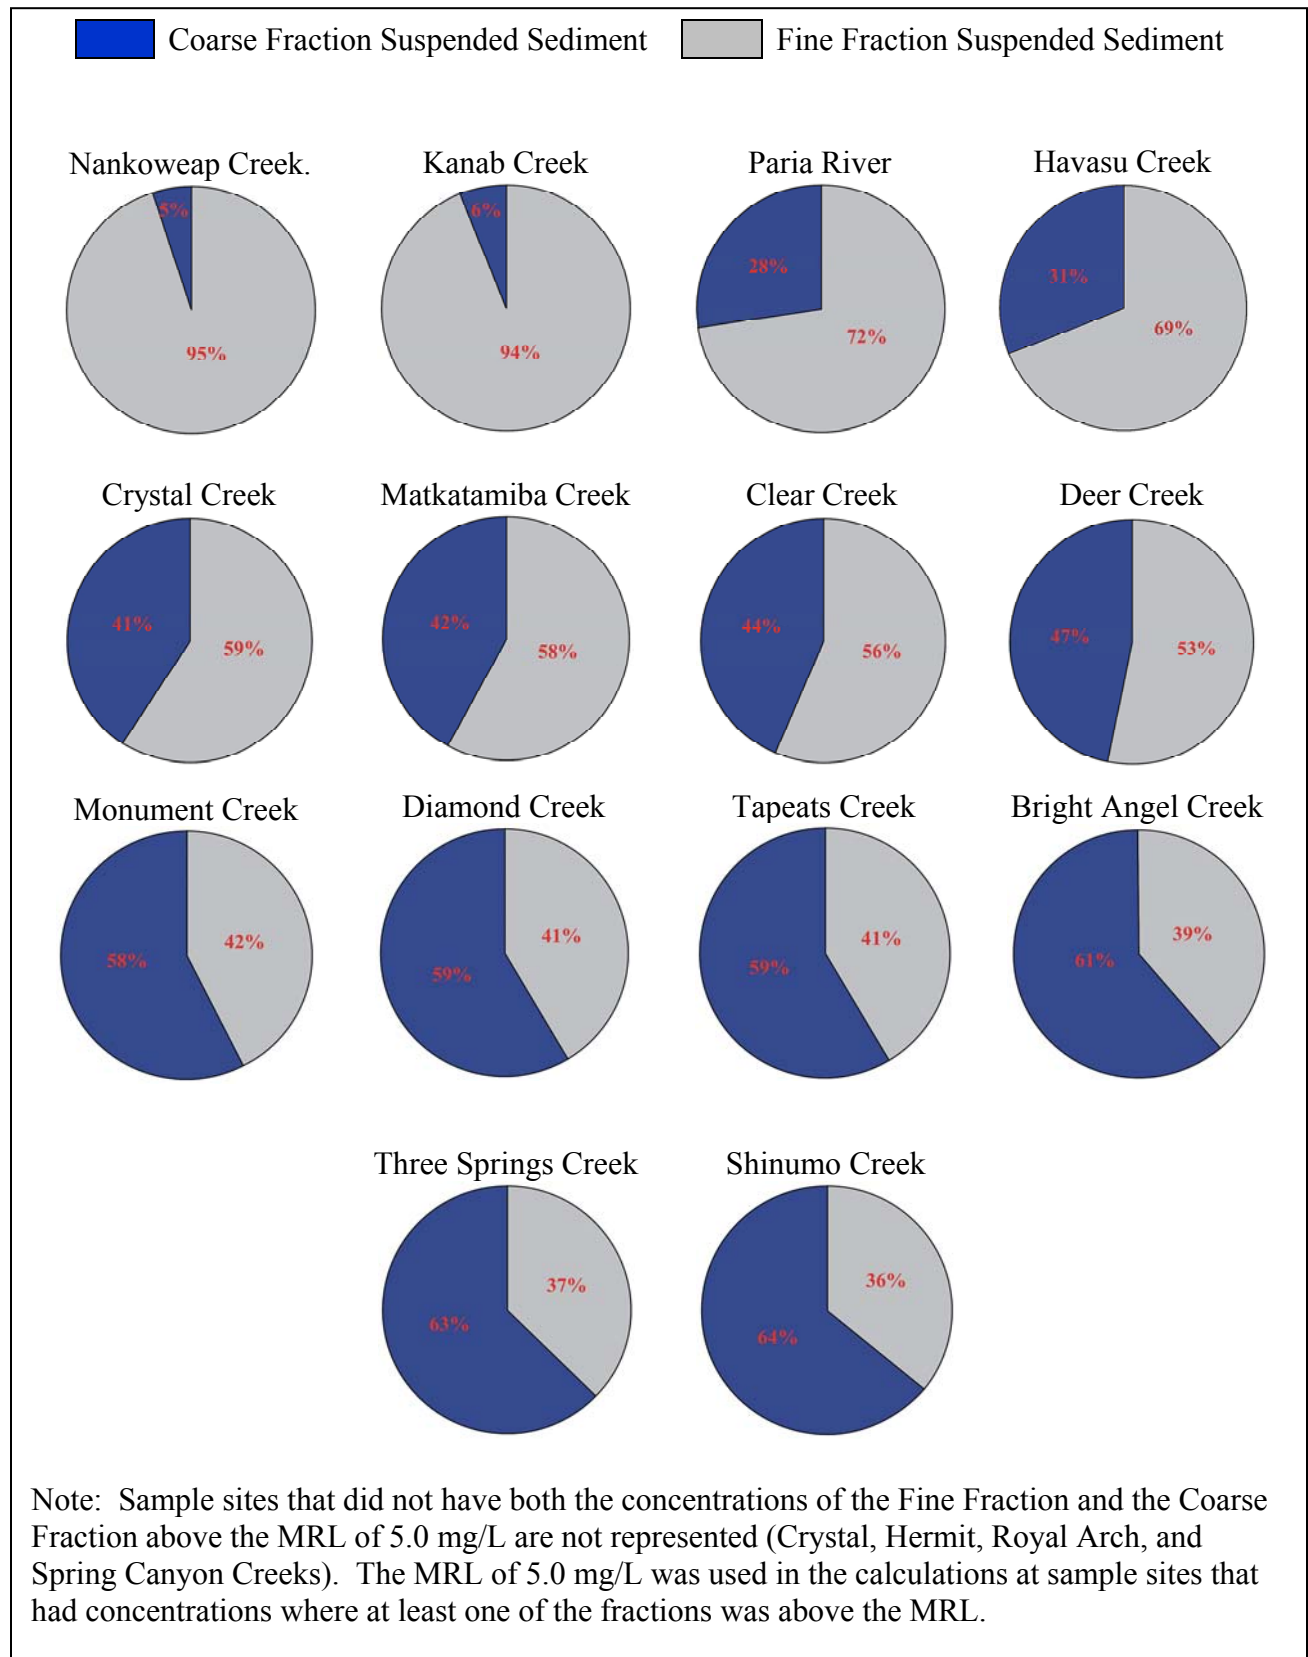 Coarse Fraction Suspended Sediment Fine Fraction Suspended Sediment
Nankoweap Creek. Kanab Creek Paria River Havasu Creek
5% 6% 28% 31%
95% 94% 72% 69%
Crystal Creek Matkatamiba Creek Clear Creek Deer Creek
41% 59% 42% 58% 44% 56% 47% 53%
Monument Creek Diamond Creek Tapeats Creek Bright Angel Creek
58% 42% 59% 41% 59% 41% 61% 39%
Three Springs Creek Shinumo Creek
63% 37% 64% 36%
Note: Sample sites that did not have both the concentrations of the Fine Fraction and the Coarse
Fraction above the MRL of 5.0 mg/L are not represented (Crystal, Hermit, Royal Arch, and
Spring Canyon Creeks). The MRL of 5.0 mg/L was used in the calculations at sample sites that
had concentrations where at least one of the fractions was above the MRL.